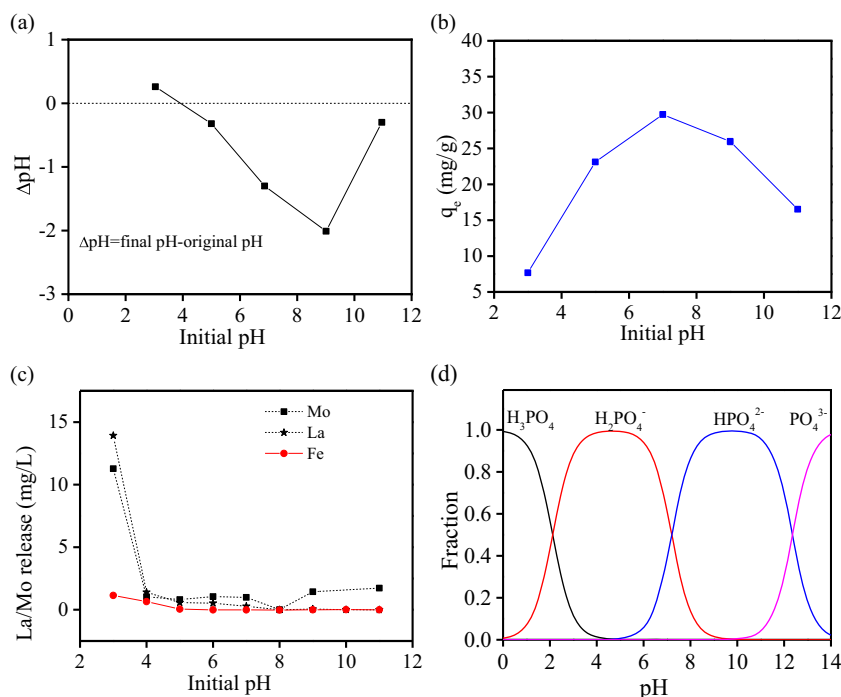 (a)
1
0
-1
-2
-3
ΔpH
ΔpH=final pH-original pH
0 2 4 6 8 10 12
Initial pH
(b)
40
35
30
25
20
15
10
5
qₑ (mg/g)
2 4 6 8 10 12
Initial pH
(c)
15
10
5
0
La/Mo release (mg/L)
Mo
La
Fe
2 4 6 8 10 12
Initial pH
(d)
H₃PO₄ H₂PO₄⁻ HPO₄²⁻ PO₄³⁻
1.0
0.8
0.6
0.4
0.2
0.0
Fraction
0 2 4 6 8 10 12 14
pH